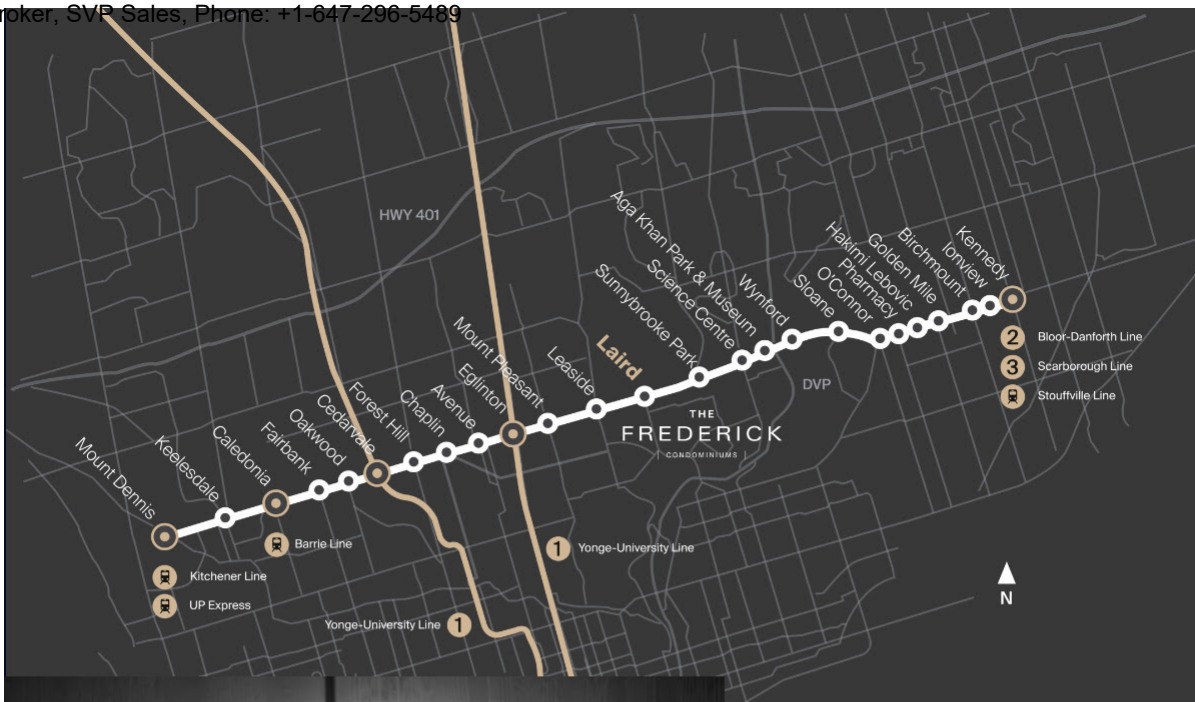 roker, SVP Sales, Phone: +1-647-296-5489
HWY 401
Mount Dennis
Keelesdale
Caledonia
Fairbank
Oakwood
Cedarvale
Forest Hill
Chaplin
Avenue
Eglinton
Mount Pleasant
Leaside
Laird
Sunnybrooke Park
Science Centre
Aga Khan Park & Museum
Wynford
Sloane
O'Connor
Pharmacy
Hakimi Lebovic
Golden Mile
Birchmount
Ionview
Kennedy
2 Bloor-Danforth Line
3 Scarborough Line
Stouffville Line
DVP
THE
FREDERICK
| CONDOMINIUMS |
Barrie Line
Kitchener Line
UP Express
1 Yonge-University Line
Yonge-University Line 1
N